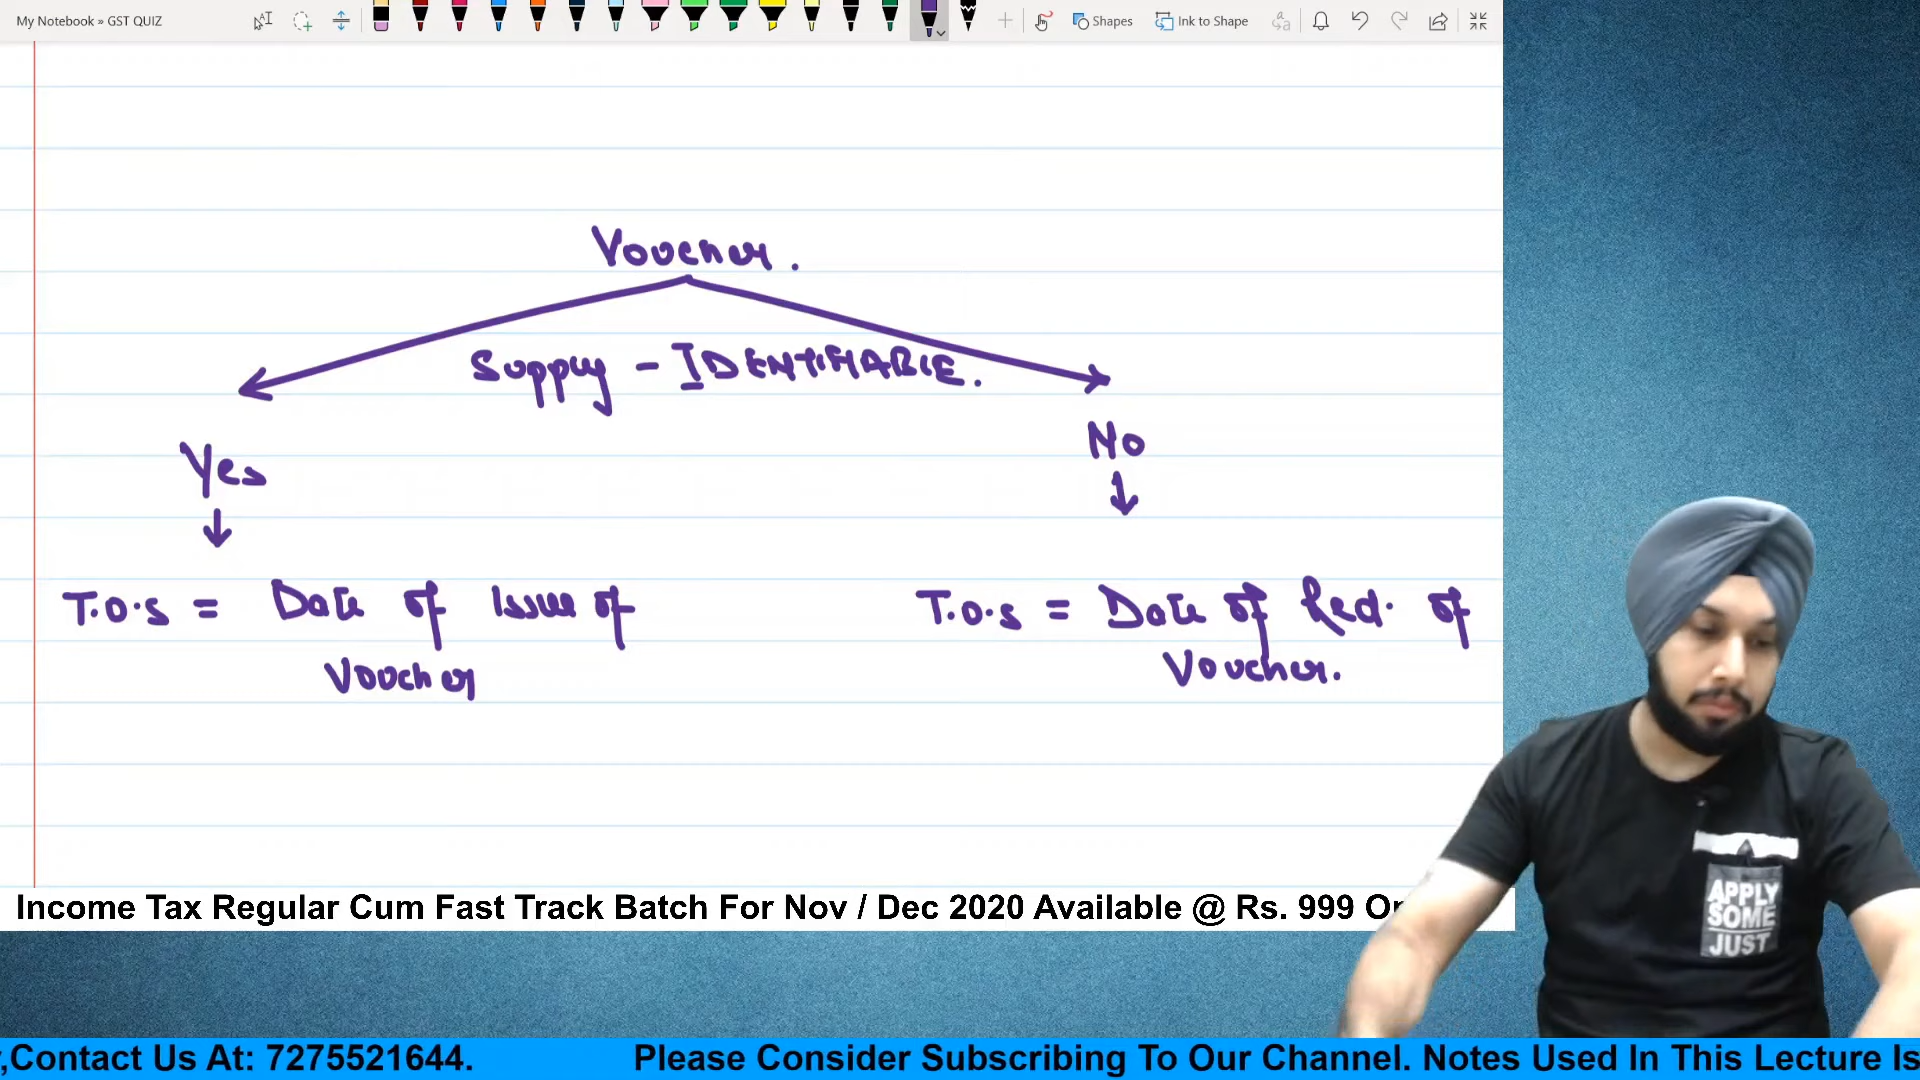 My Notebook » GST QUIZ
Shapes
Ink to Shape
Voucher.
Supply - IDENTIFIABLE.
Yes
No
T.O.S = Date of Issue of
Voucher
T.O.S = Date of Red. of
Voucher.
APPLY
SOME
JUST
Income Tax Regular Cum Fast Track Batch For Nov / Dec 2020 Available @ Rs. 999 On
,Contact Us At: 7275521644. Please Consider Subscribing To Our Channel. Notes Used In This Lecture Is